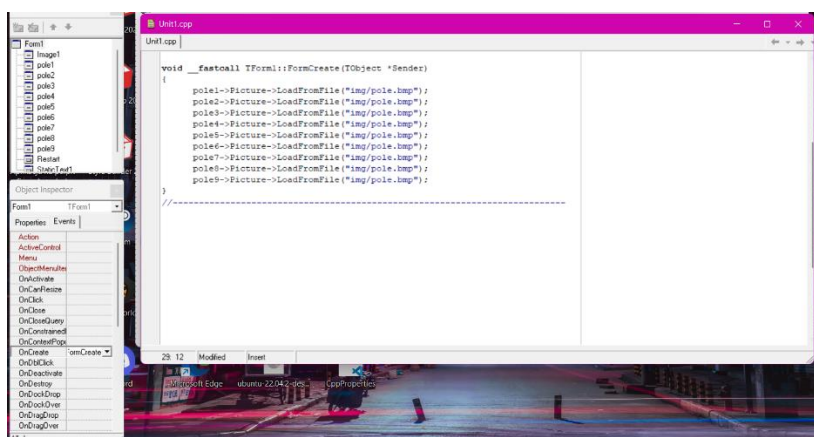 Form1
Image1
pole1
pole2
pole3
pole4
pole5
pole6
pole7
pole8
pole9
Restart
StaticText1
Object Inspector
Form1 TForm1
Properties Events
Action
ActiveControl
Menu
ObjectMenuIte
OnActivate
OnCanResize
OnClick
OnClose
OnCloseQuery
OnConstrained
OnContextPop
OnCreate ormCreate
OnDblClick
OnDeactivate
OnDestroy
OnDockDrop
OnDockOver
OnDragDrop
OnDragOver
Unit1.cpp
Unit1.cpp
void __fastcall TForm1::FormCreate(TObject *Sender)
{
pole1->Picture->LoadFromFile("img/pole.bmp");
pole2->Picture->LoadFromFile("img/pole.bmp");
pole3->Picture->LoadFromFile("img/pole.bmp");
pole4->Picture->LoadFromFile("img/pole.bmp");
pole5->Picture->LoadFromFile("img/pole.bmp");
pole6->Picture->LoadFromFile("img/pole.bmp");
pole7->Picture->LoadFromFile("img/pole.bmp");
pole8->Picture->LoadFromFile("img/pole.bmp");
pole9->Picture->LoadFromFile("img/pole.bmp");
}
//---------------------------------------------------------------------------
29: 12 Modified Insert
Microsoft Edge ubuntu-22.04.2-des... CppProperties